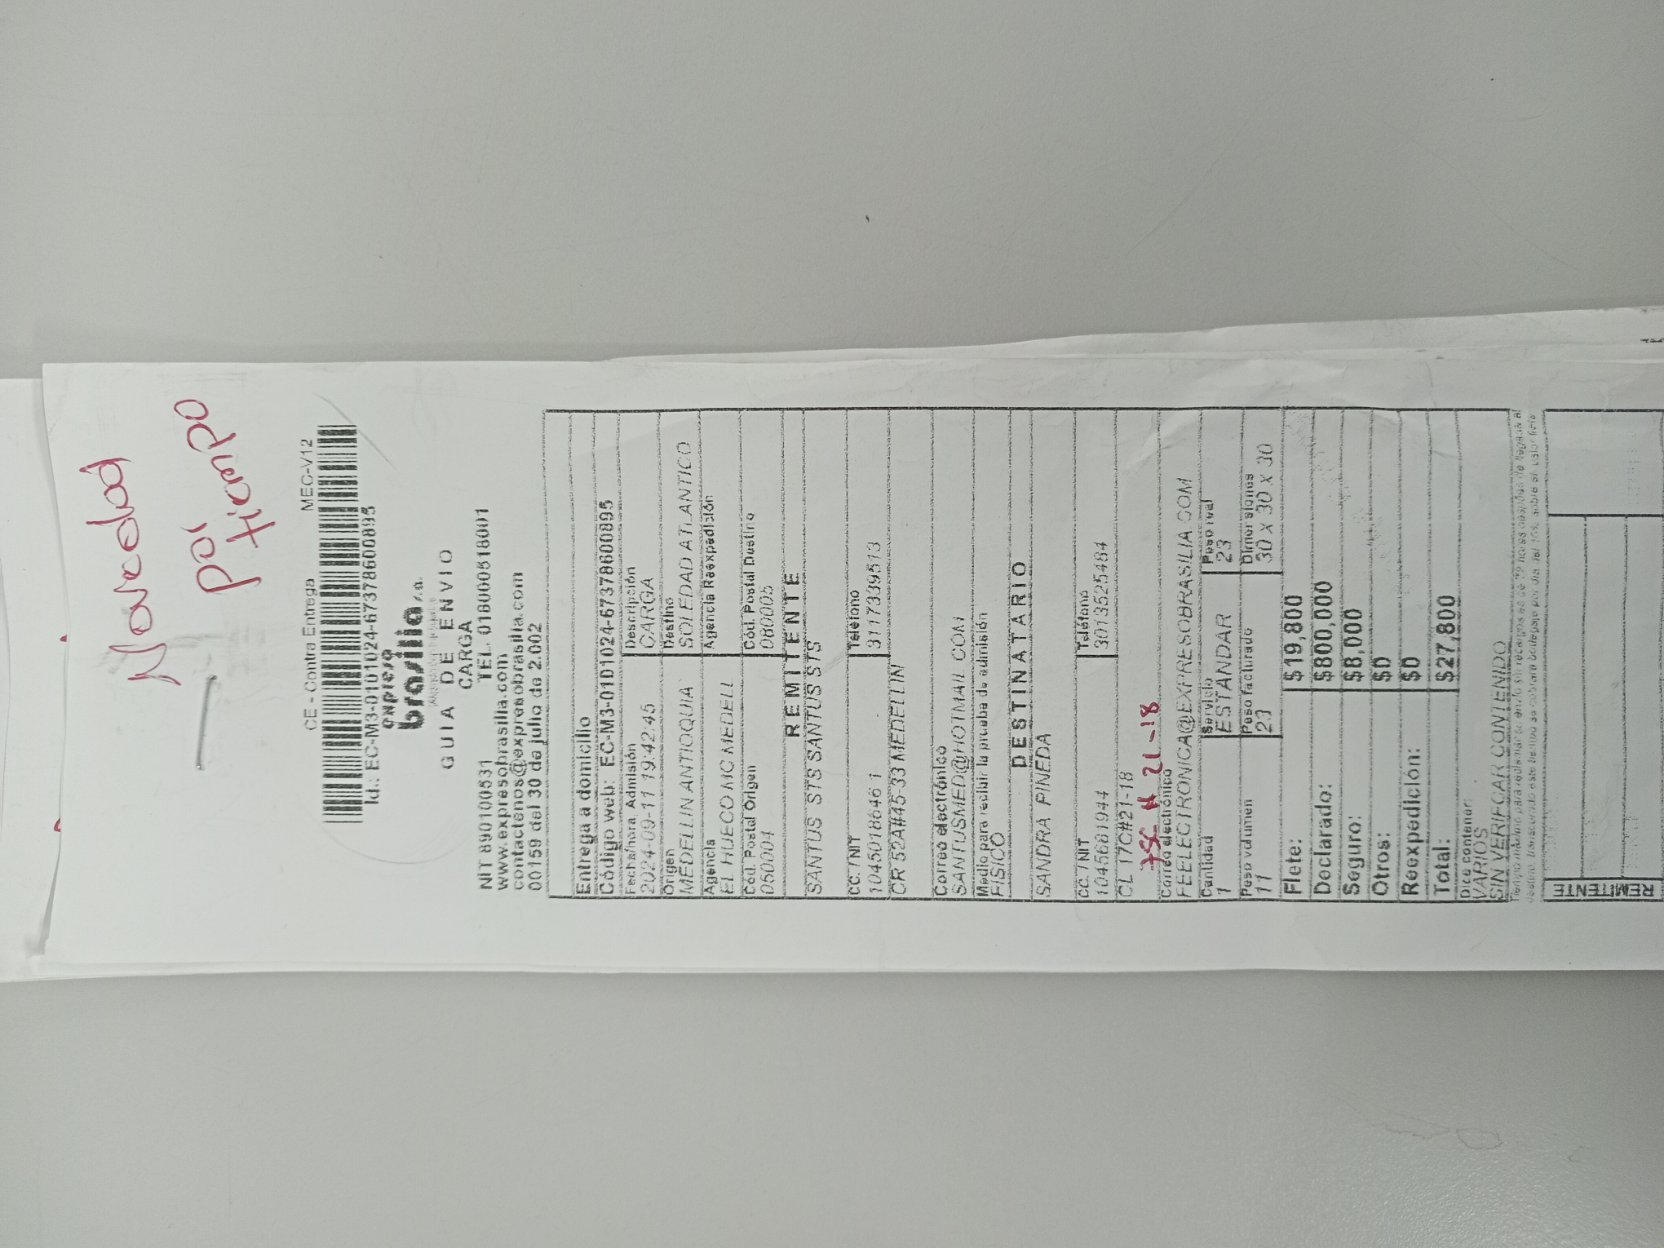 Novedad
por
tiempo
CE - Contra Entrega MEC-V12
Id.: EC-M3-01D1024-67378600895
expreso
brasilia s.a.
GUIA DE ENVIO
CARGA
NIT 890100531 TEL. 018000518001
www.expresobrasilia.com
contactenos@expresobrasilia.com
00159 del 30 de julio de 2.002
Entrega a domicilio
Código web: EC-M3-01D1024-67378600895
Fecha/hora. Admisión Descripción
2024-09-11 19:42:45 CARGA
Origen Destino
MEDELLIN ANTIOQUIA SOLEDAD ATLANTICO
Agencia Agencia Reexpedición
EL HUECO MC MEDELL
Cód. Postal Origen Cód. Postal Destino
050004 080005
REMITENTE
SANTUS STS SANTUS STS
CC. / NIT Teléfono
10450186461 3117339513
CR 52A#45-33 MEDELLIN
Correo electrónico
SANTUSMED@HOTMAIL.COM
Medio para recibir la prueba de admisión
FISICO
DESTINATARIO
SANDRA PINEDA
CC. / NIT Teléfono
1045681944 3013525484
CL 17C#21-18
# 21-18
Correo electrónico
FEELECTRONICA@EXPRESOBRASILIA.COM
Cantidad Servicio Peso real
1 ESTANDAR 23
Peso volumen Peso facturado Dimensiones
11 23 30 X 30 X 30
Flete: $19,800
Declarado: $800,000
Seguro: $8,000
Otros: $0
Reexpedición: $0
Total: $27,800
Dice contener:
VARIOS
SIN VERIFICAR CONTENIDO
REMITENTE